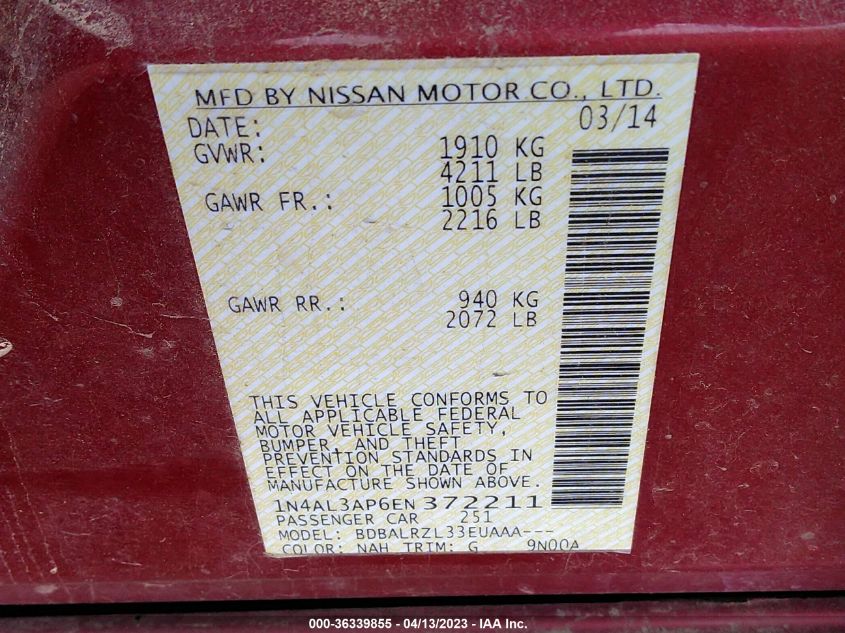 MFD BY NISSAN MOTOR CO., LTD.
DATE: 03/14
GVWR: 1910 KG
4211 LB
GAWR FR.: 1005 KG
2216 LB
GAWR RR.: 940 KG
2072 LB
THIS VEHICLE CONFORMS TO
ALL APPLICABLE FEDERAL
MOTOR VEHICLE SAFETY,
BUMPER, AND THEFT
PREVENTION STANDARDS IN
EFFECT ON THE DATE OF
MANUFACTURE SHOWN ABOVE.
1N4AL3AP6EN372211
PASSENGER CAR 251
MODEL: BDBALRZL33EUAAA---
COLOR: NAH TRIM: G 9N00A
000-36339855 - 04/13/2023 - IAA Inc.